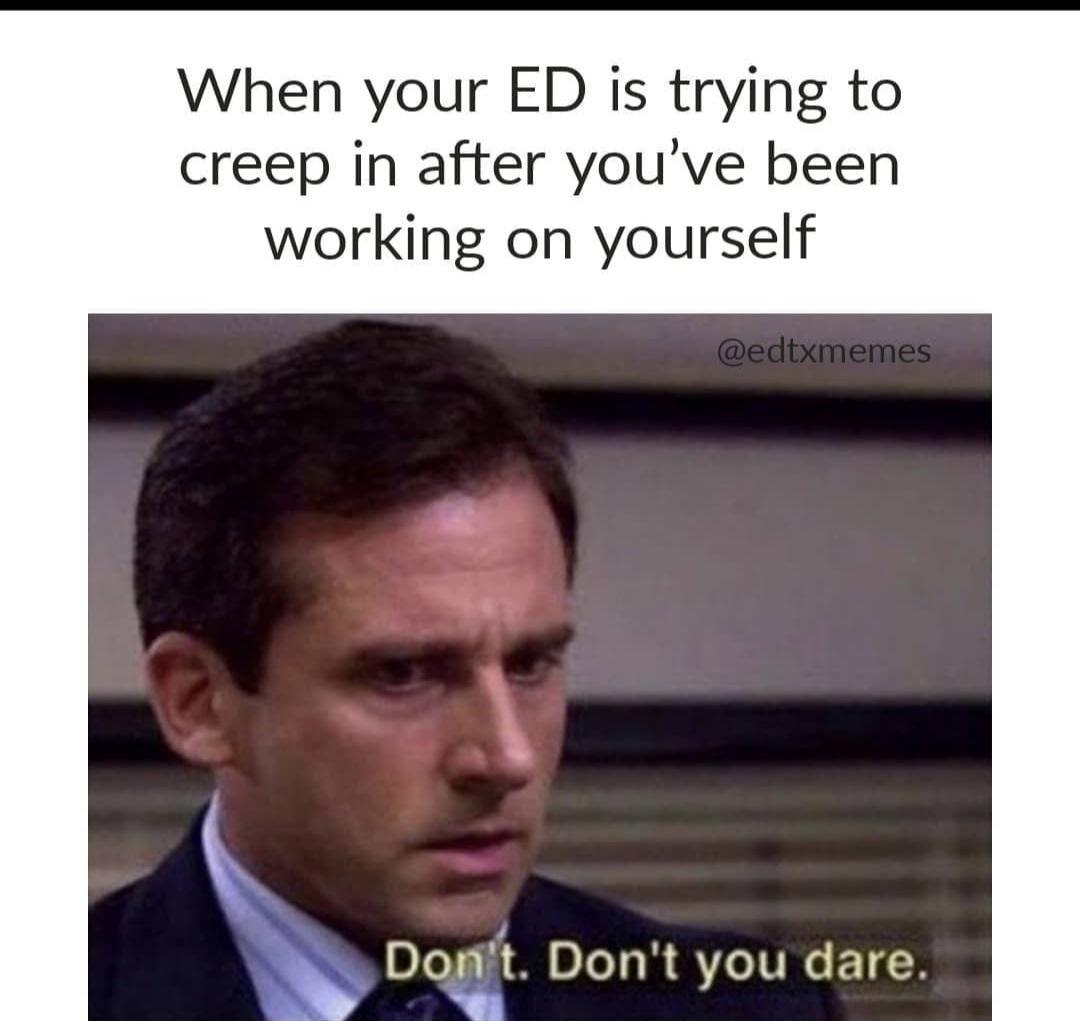 When your ED is trying to
creep in after you’ve been
working on yourself
@edtxmemes
Don't. Don't you dare.